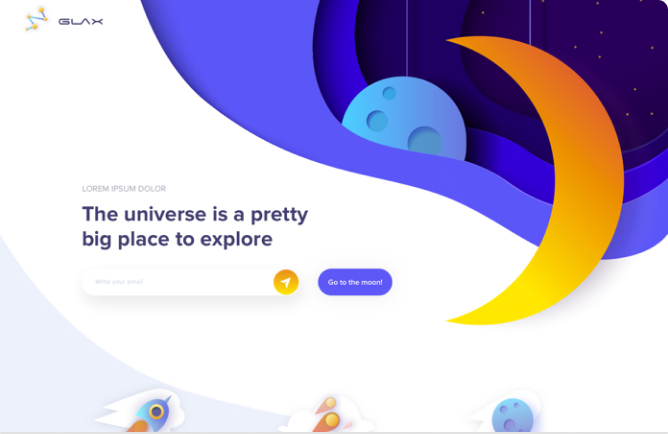 GLAX
LOREM IPSUM DOLOR
The universe is a pretty
big place to explore
Write your email
Go to the moon!